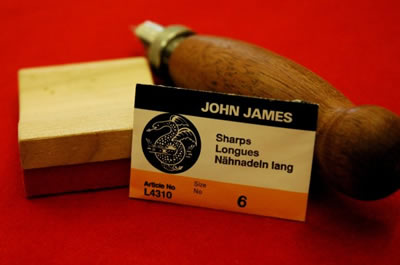 JOHN JAMES
Sharps
Longues
Nähnadeln lang
Article No
L4310
Size
No
6